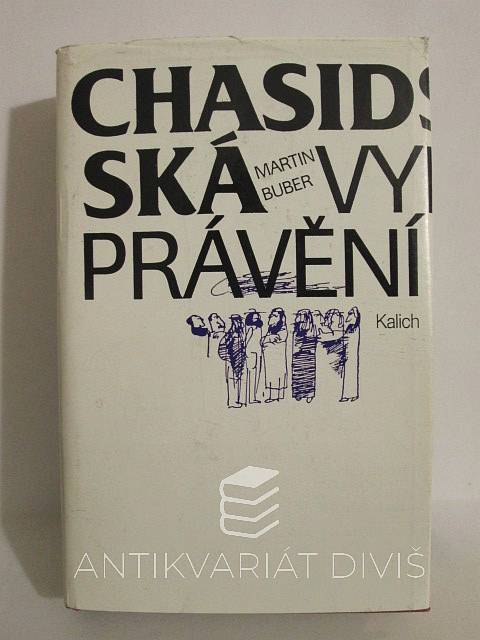 CHASIDS
SKÁ MARTIN BUBER VY
PRÁVĚNÍ
Kalich
ANTIKVARIÁT DIVIŠ